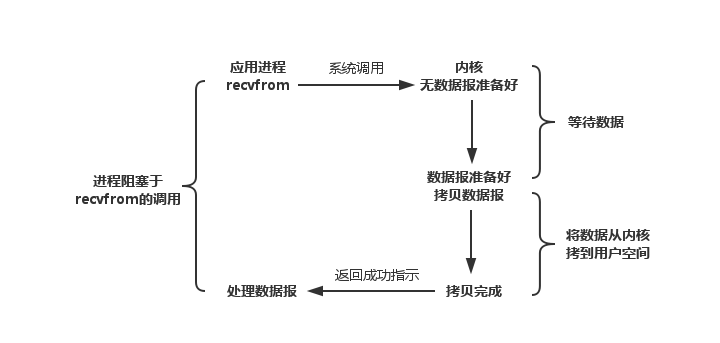 应用进程
recvfrom
系统调用
内核
无数据报准备好
等待数据
数据报准备好
拷贝数据报
进程阻塞于
recvfrom的调用
将数据从内核
拷到用户空间
返回成功指示
处理数据报
拷贝完成